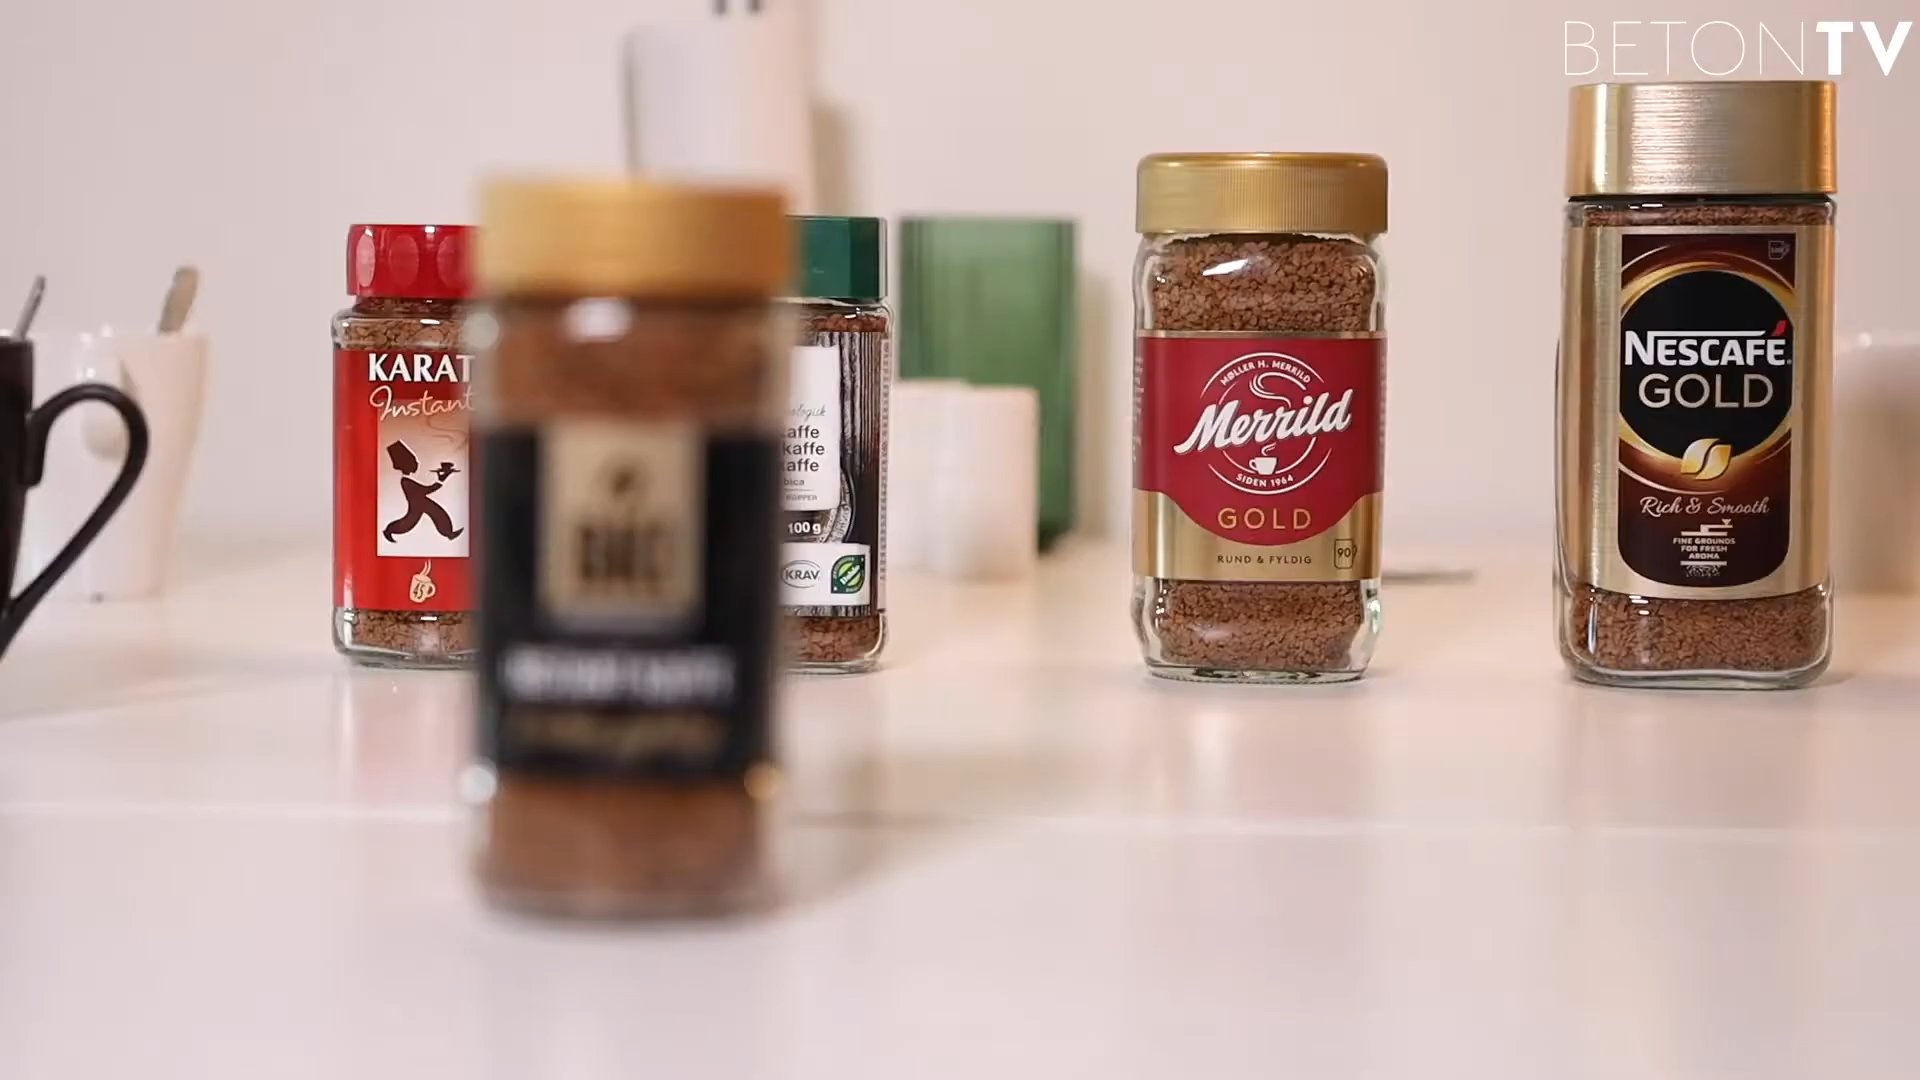 BETONTV
KARAT
Instant
45
kaffe
kaffe
100 g
KRAV
MØLLER H. MERRILD
Merrild
SIDEN 1964
GOLD
RUND & FYLDIG
90
NESCAFÉ
GOLD
Rich & Smooth
FINE GROUNDS
FOR FRESH
AROMA